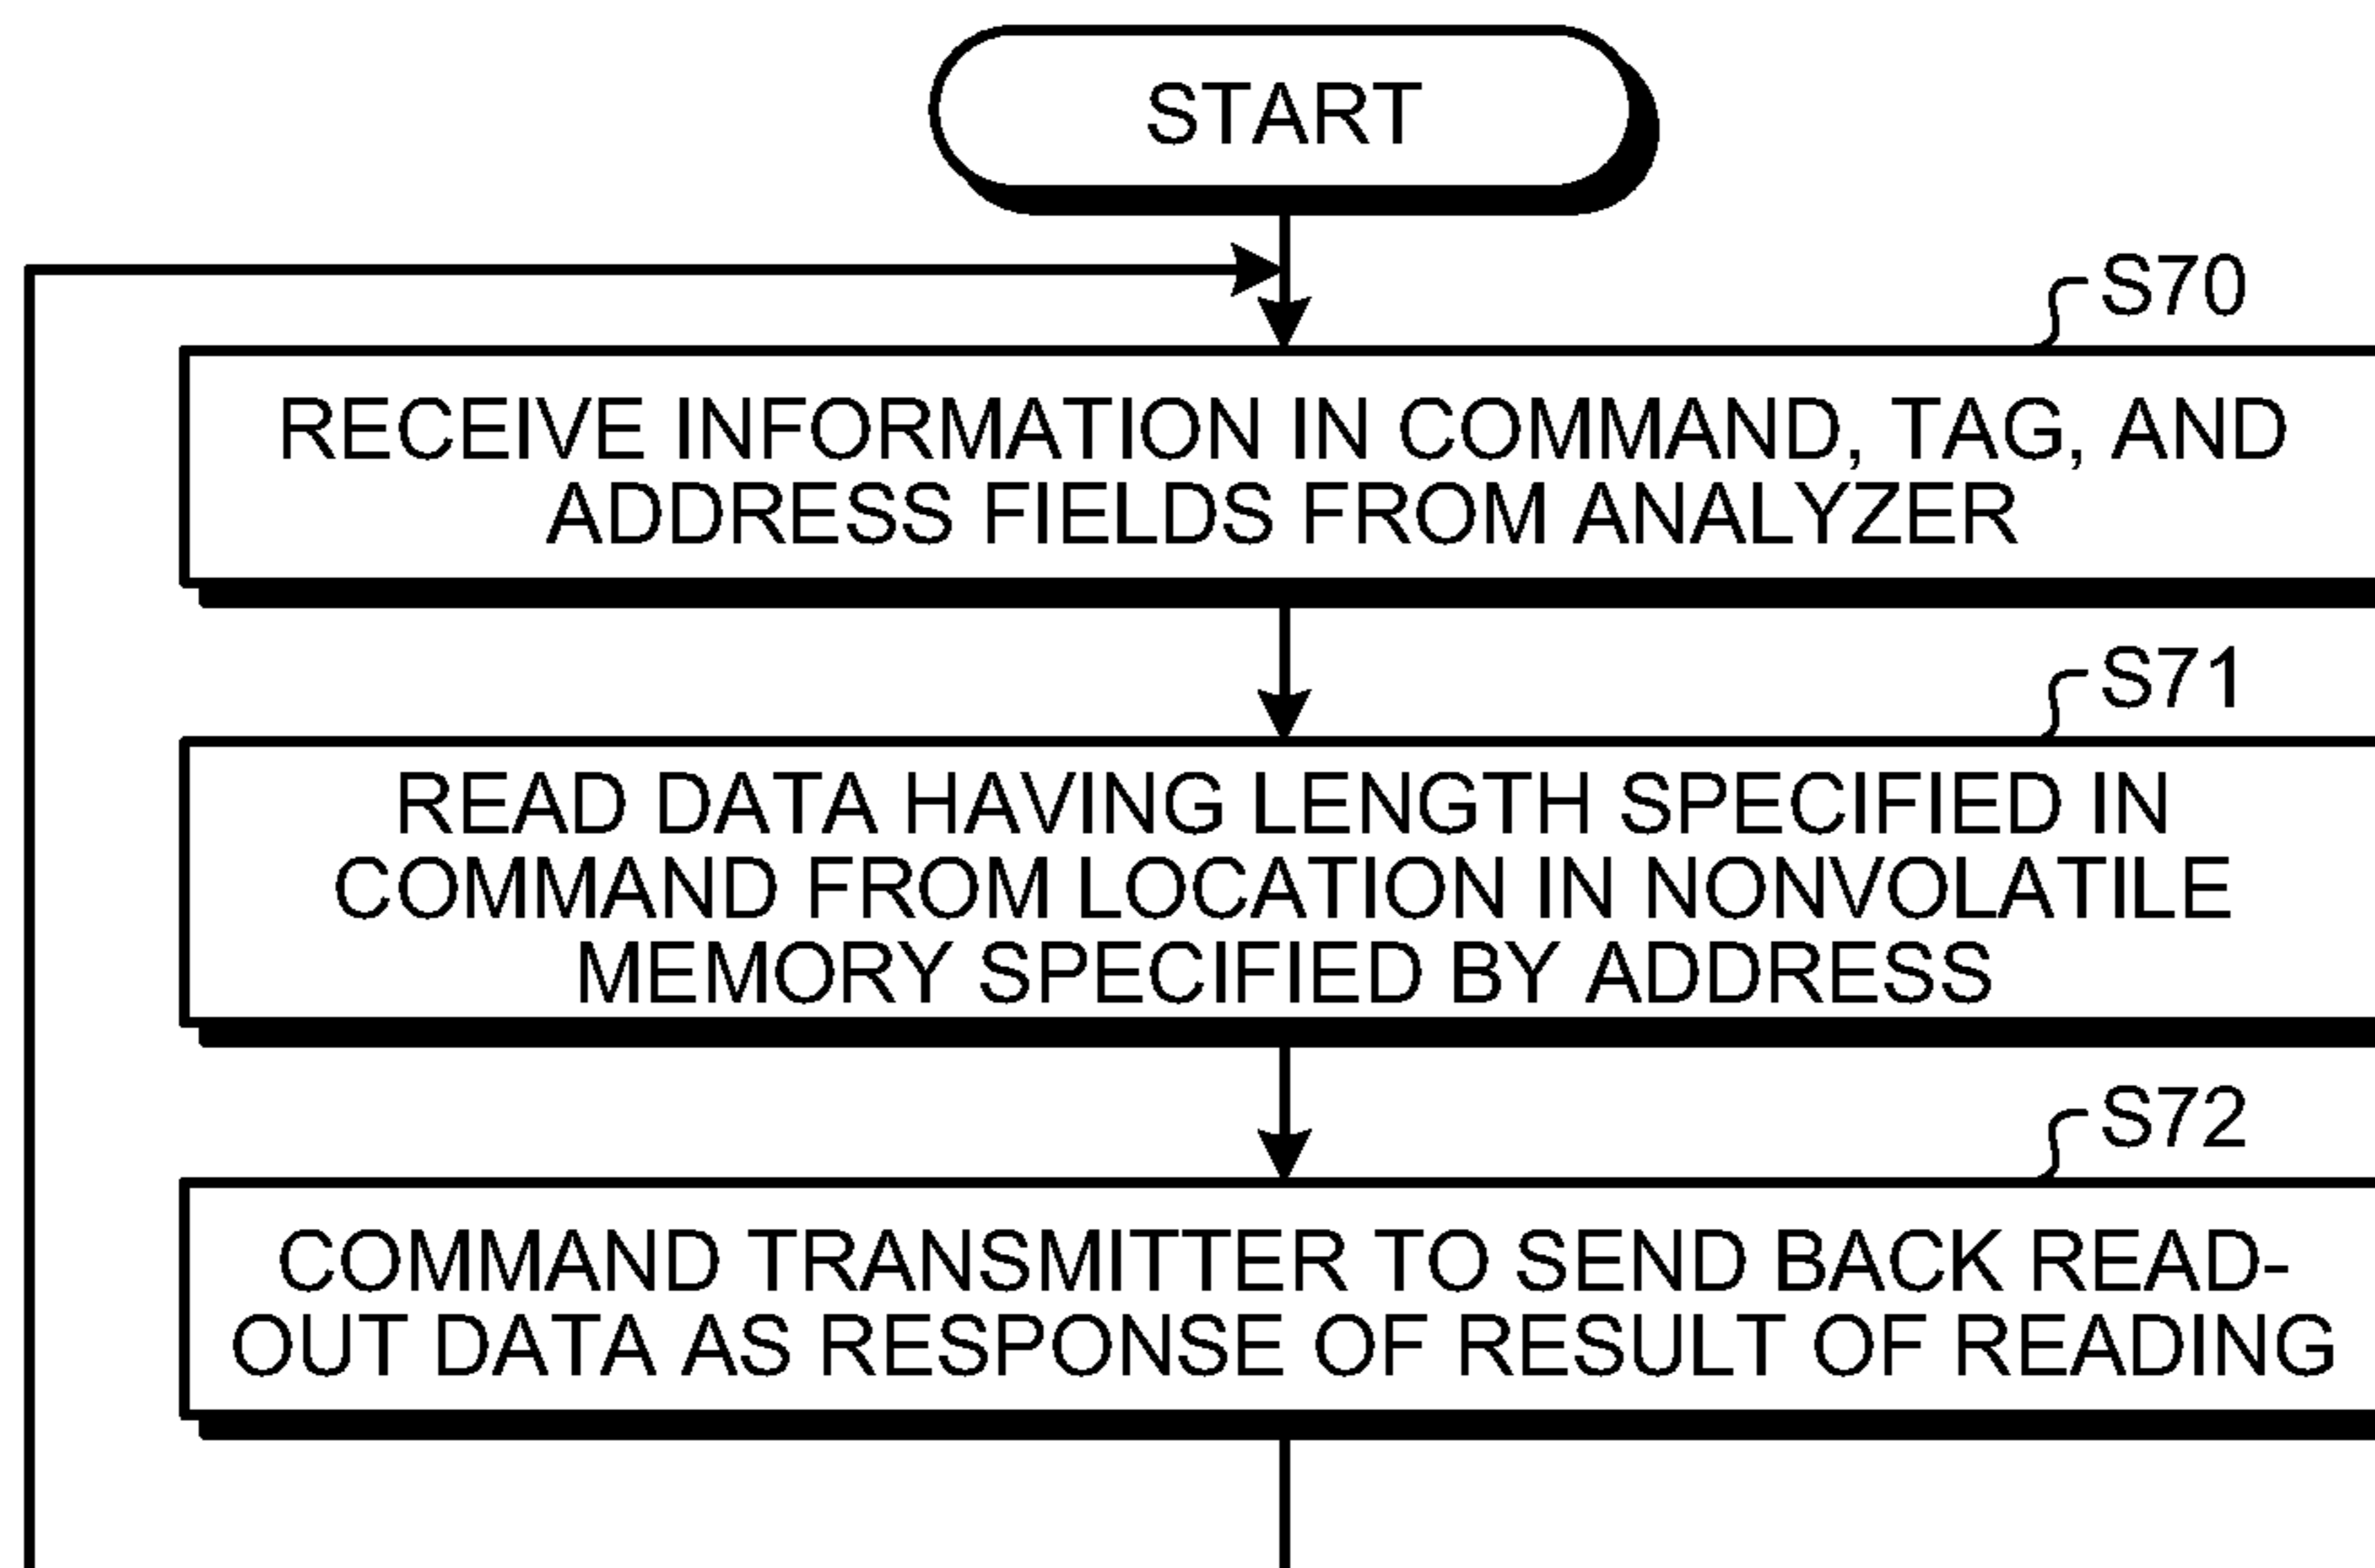 START
S70
RECEIVE INFORMATION IN COMMAND, TAG, AND
ADDRESS FIELDS FROM ANALYZER
S71
READ DATA HAVING LENGTH SPECIFIED IN
COMMAND FROM LOCATION IN NONVOLATILE
MEMORY SPECIFIED BY ADDRESS
S72
COMMAND TRANSMITTER TO SEND BACK READ-
OUT DATA AS RESPONSE OF RESULT OF READING